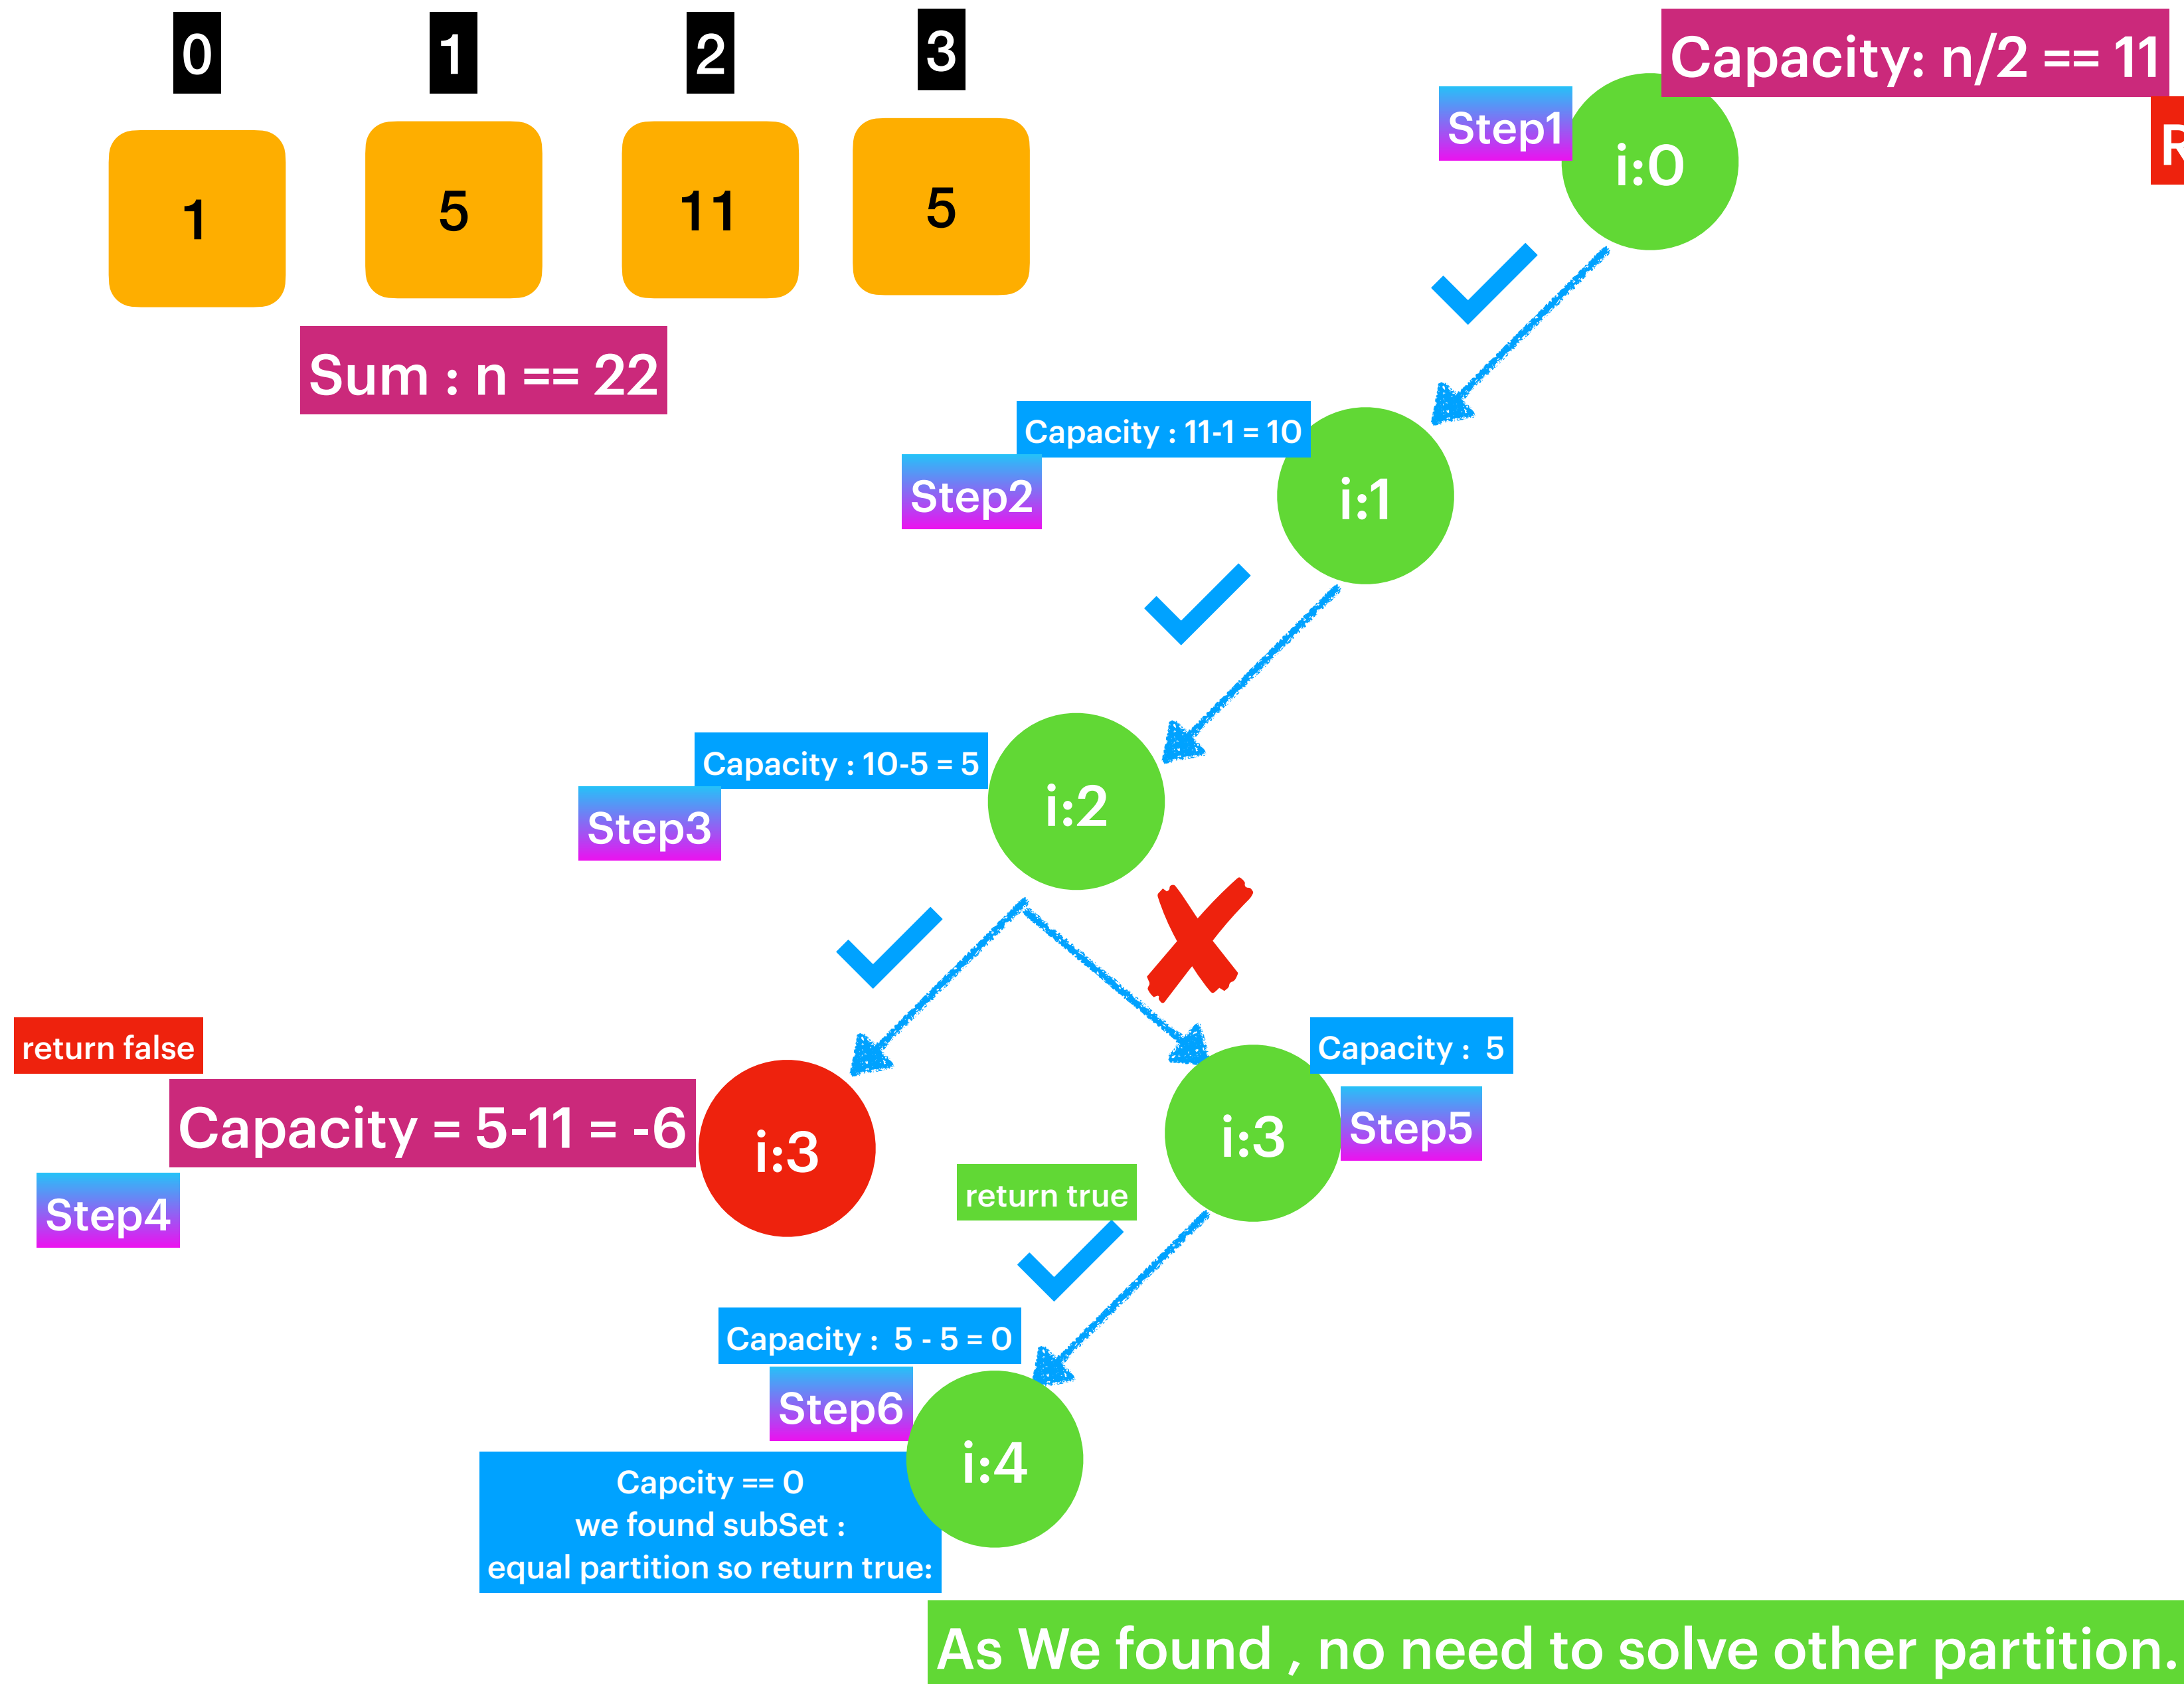 0
1
2
3
Capacity: n/2 == 11
1
5
11
5
Step1
i:0
R
Sum : n == 22
Capacity : 11-1 = 10
Step2
i:1
Capacity : 10-5 = 5
Step3
i:2
return false
Capacity = 5-11 = -6
Step4
i:3
Capacity :  5
i:3
Step5
return true
Capacity :  5 - 5 = 0
Step6
i:4
Capcity == 0
we found subSet :
equal partition so return true:
As We found , no need to solve other partition.